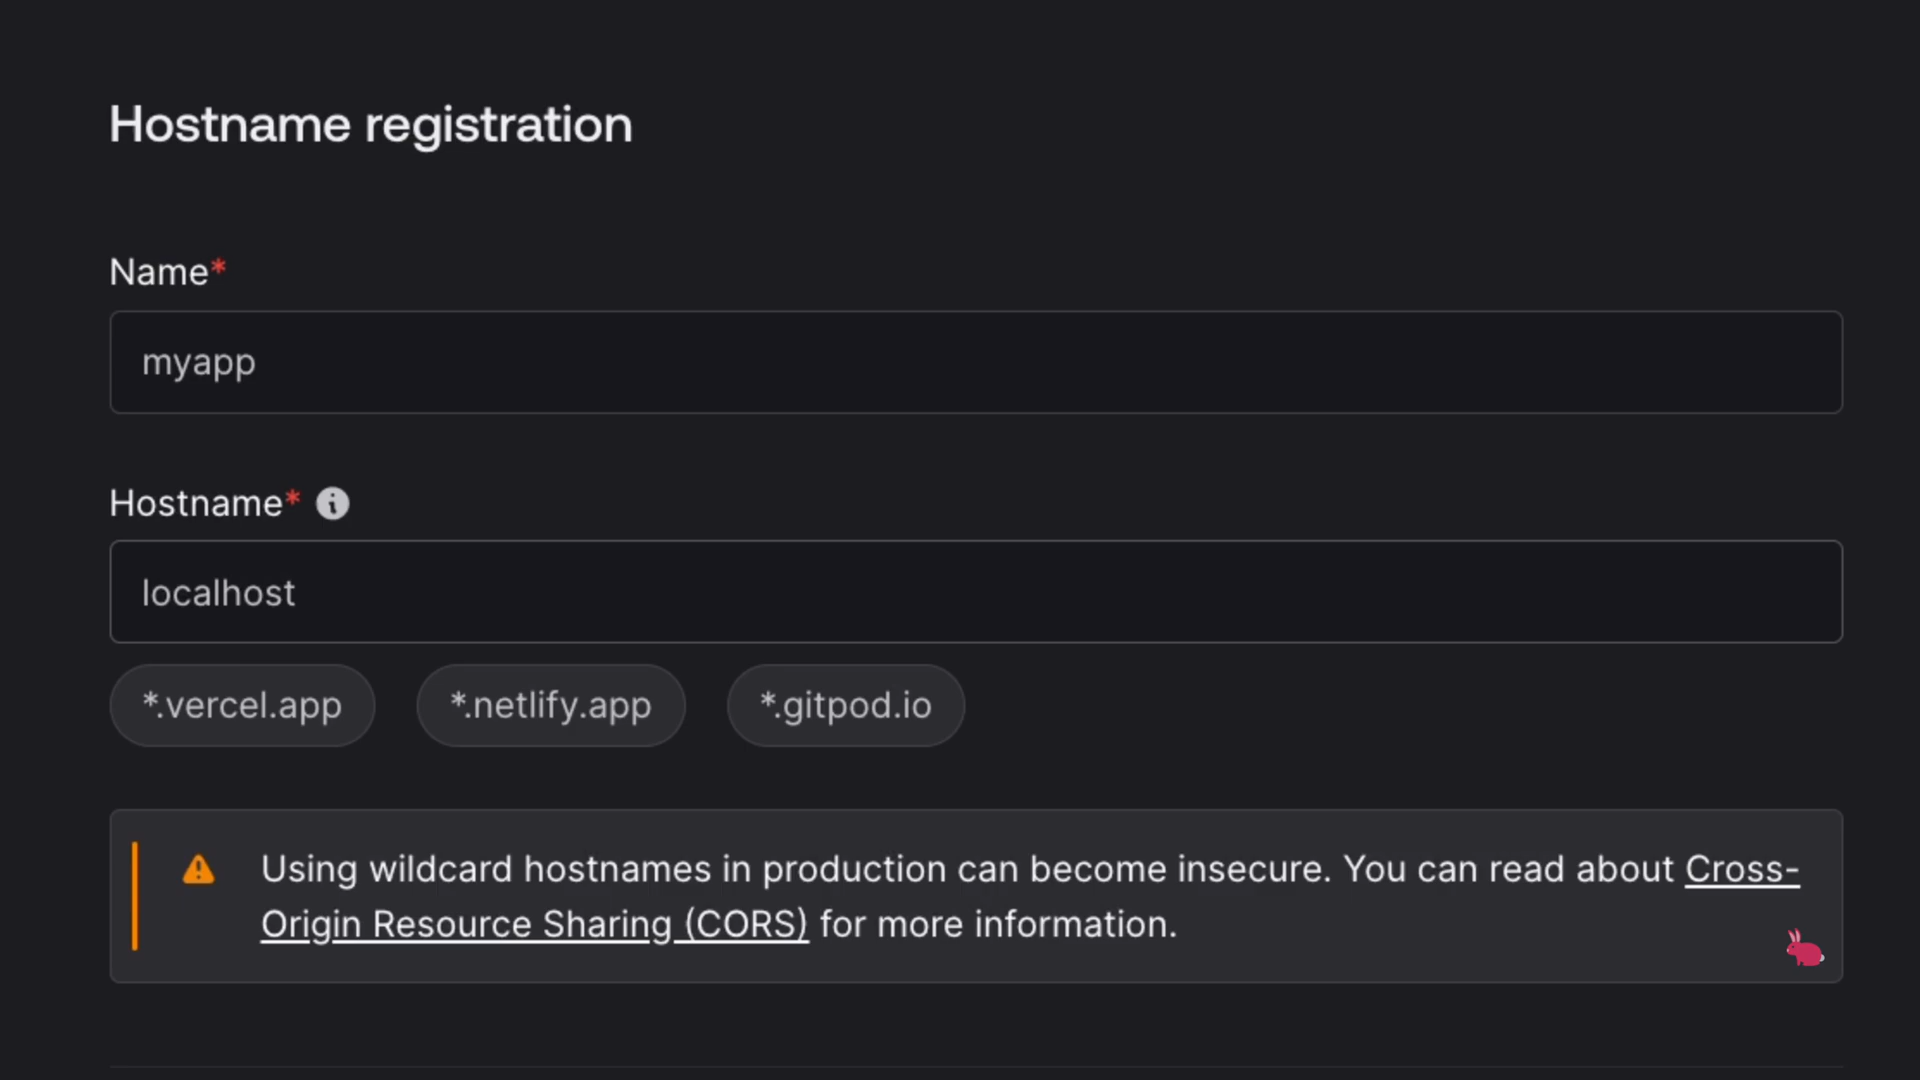 Hostname registration
Name*
myapp
Hostname*
localhost
*.vercel.app *.netlify.app *.gitpod.io
Using wildcard hostnames in production can become insecure. You can read about Cross-
Origin Resource Sharing (CORS) for more information.